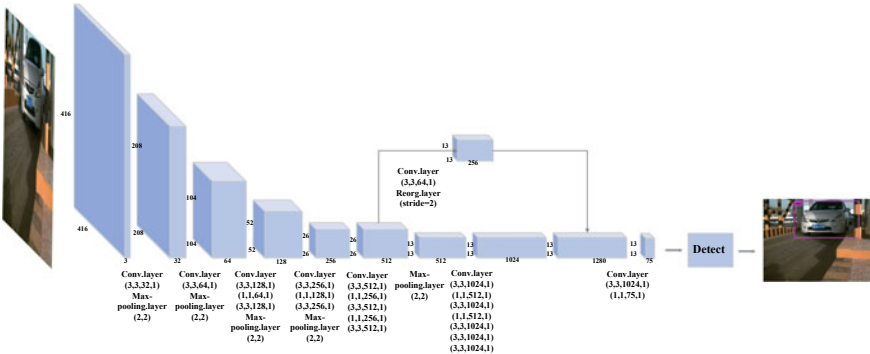 416
416
3
208
208
32
104
104
64
52
52
128
26
26
256
26
26
512
13
13
512
13
13
1024
13
13
1280
13
13
75
13
13
256
Conv.layer
(3,3,64,1)
Reorg.layer
(stride=2)
Detect
Conv.layer
(3,3,32,1)
Max-
pooling.layer
(2,2)
Conv.layer
(3,3,64,1)
Max-
pooling.layer
(2,2)
Conv.layer
(3,3,128,1)
(1,1,64,1)
(3,3,128,1)
Max-
pooling.layer
(2,2)
Conv.layer
(3,3,256,1)
(1,1,128,1)
(3,3,256,1)
Max-
pooling.layer
(2,2)
Conv.layer
(3,3,512,1)
(1,1,256,1)
(3,3,512,1)
(1,1,256,1)
(3,3,512,1)
Max-
pooling.layer
(2,2)
Conv.layer
(3,3,1024,1)
(1,1,512,1)
(3,3,1024,1)
(1,1,512,1)
(3,3,1024,1)
(3,3,1024,1)
(3,3,1024,1)
Conv.layer
(3,3,1024,1)
(1,1,75,1)